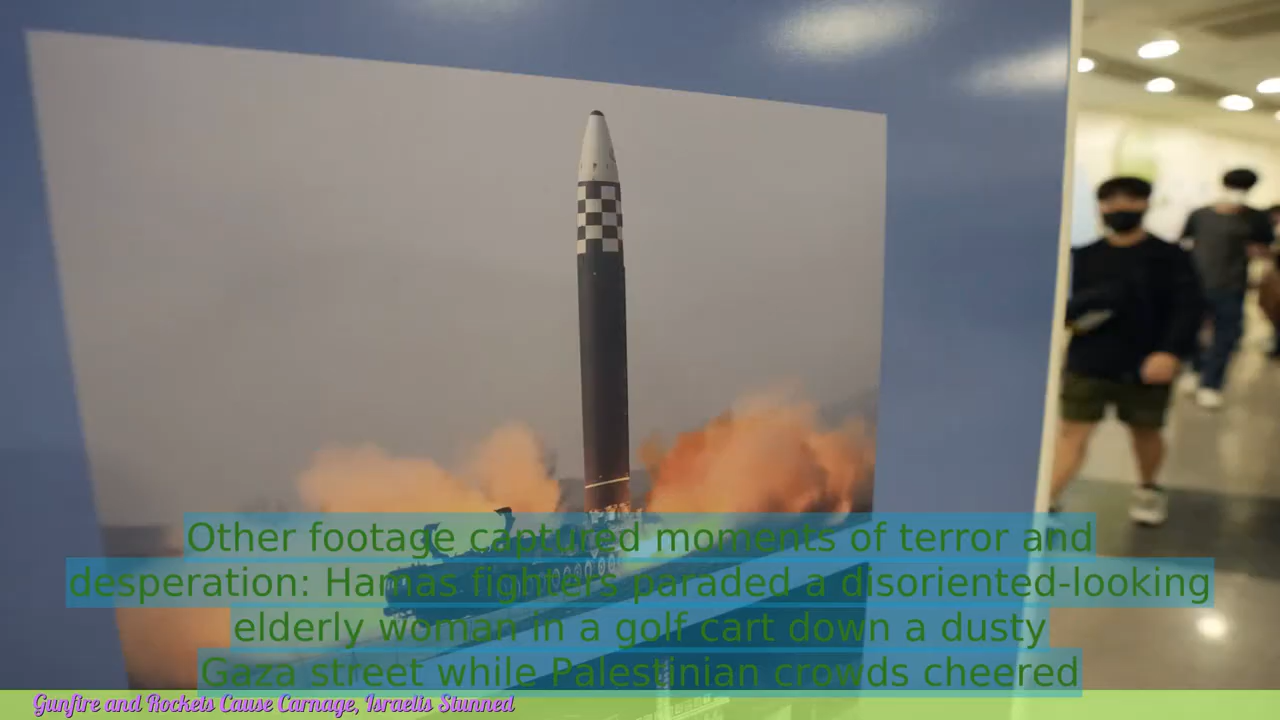 Other footage captured moments of terror and
desperation: Hamas fighters paraded a disoriented-looking
elderly woman in a golf cart down a dusty
Gaza street while Palestinian crowds cheered
Gunfire and Rockets Cause Carnage, Israelis Stunned